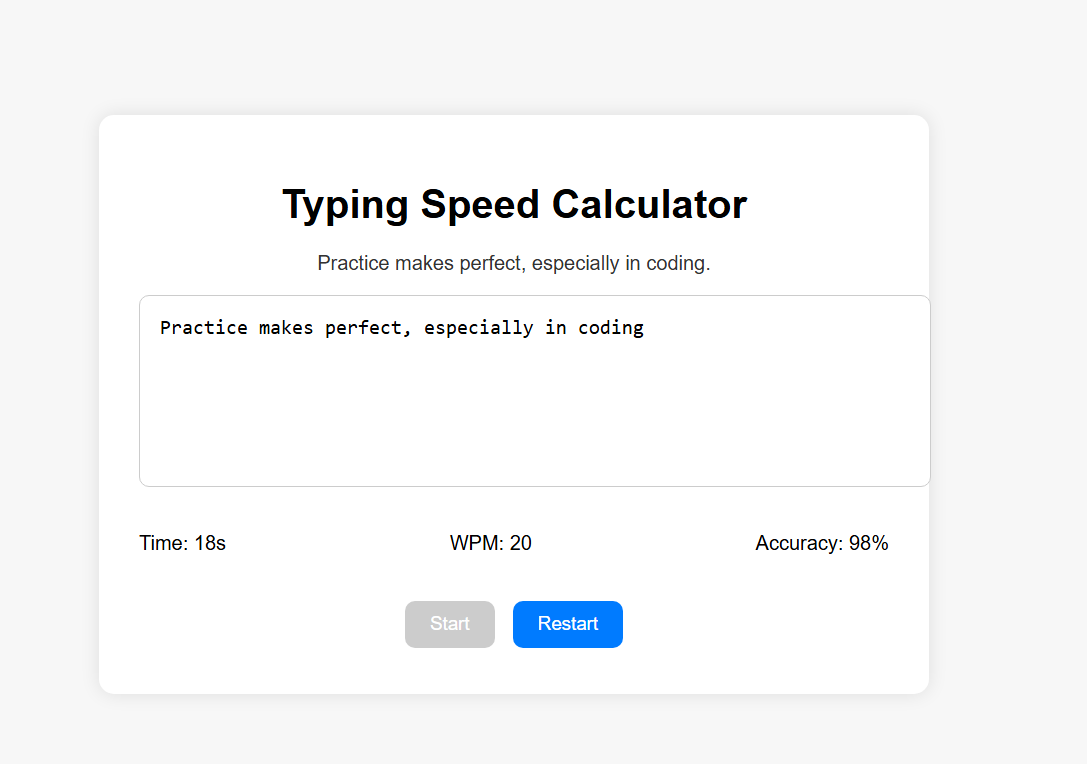 Typing Speed Calculator
Practice makes perfect, especially in coding.
Practice makes perfect, especially in coding
Time: 18s WPM: 20 Accuracy: 98%
Start Restart